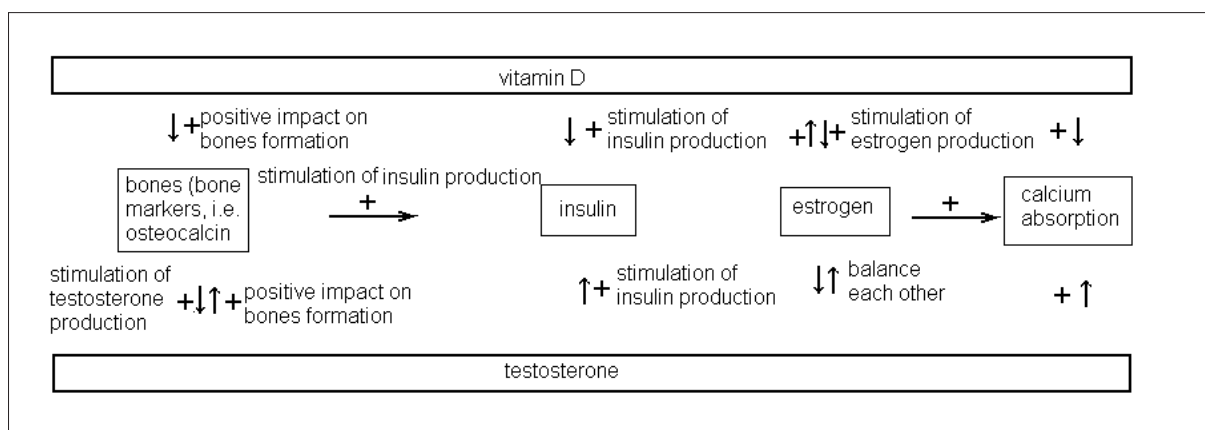 vitamin D
+ positive impact on
bones formation
+ stimulation of
insulin production
+ + stimulation of
estrogen production
+
bones (bone
markers, i.e.
osteocalcin
stimulation of insulin production
+
insulin
estrogen
+
calcium
absorption
stimulation of
testosterone
production
+ + positive impact on
bones formation
+ stimulation of
insulin production
balance
each other
+
testosterone